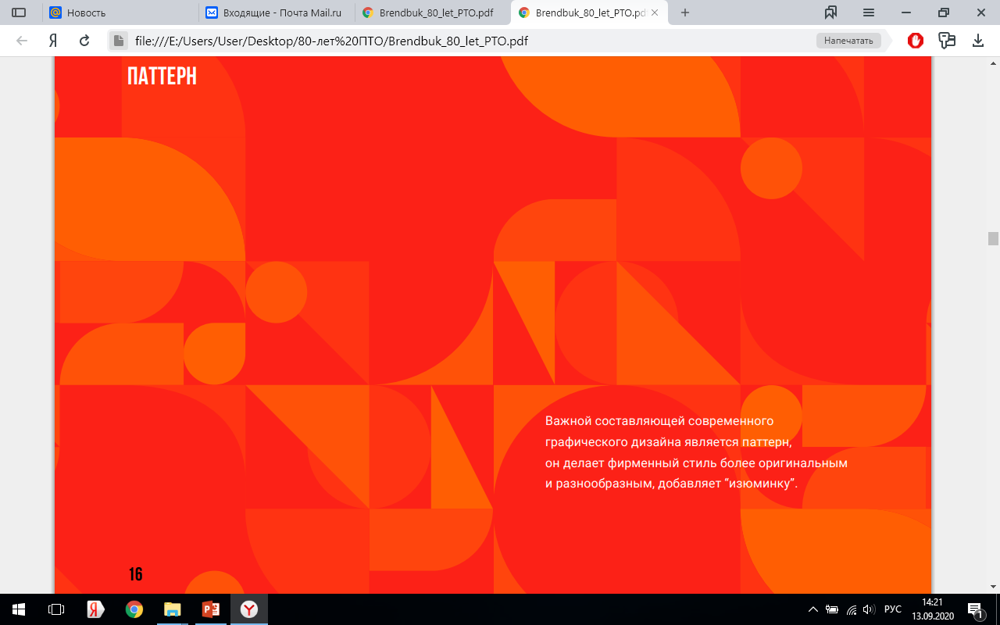 Новость
Входящие - Почта Mail.ru
Brendbuk_80_let_PTO.pdf
Brendbuk_80_let_PTO.pdf
file:///E:/Users/User/Desktop/80-лет%20ПТО/Brendbuk_80_let_PTO.pdf
Напечатать
ПАТТЕРН
Важной составляющей современного
графического дизайна является паттерн,
он делает фирменный стиль более оригинальным
и разнообразным, добавляет “изюминку”.
16
РУС
14:21
13.09.2020
1